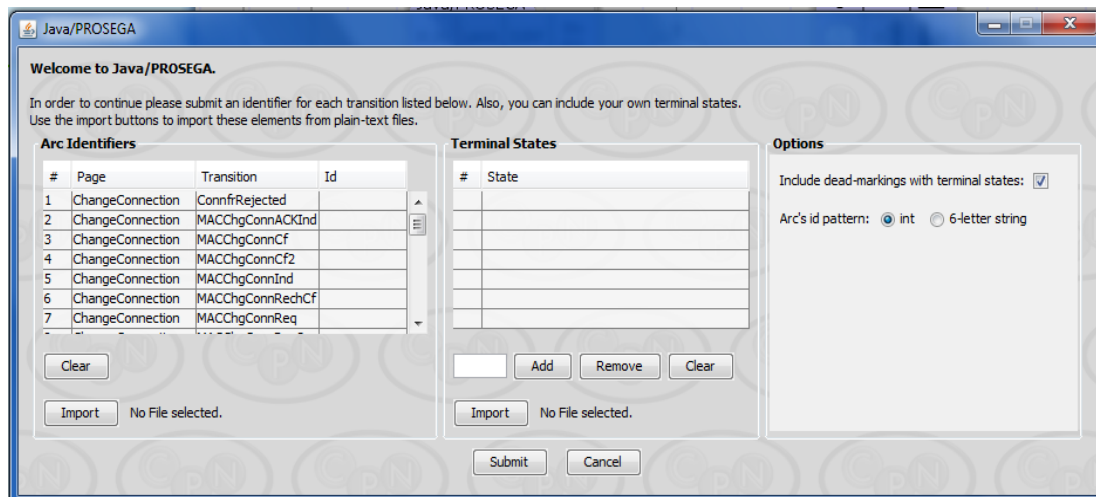 Java/PROSEGA
Welcome to Java/PROSEGA.
In order to continue please submit an identifier for each transition listed below. Also, you can include your own terminal states.
Use the import buttons to import these elements from plain-text files.
Arc Identifiers
# Page Transition Id
1 ChangeConnection ConnfrRejected
2 ChangeConnection MACChgConnACKInd
3 ChangeConnection MACChgConnCf
4 ChangeConnection MACChgConnCf2
5 ChangeConnection MACChgConnInd
6 ChangeConnection MACChgConnRechCf
7 ChangeConnection MACChgConnReq
Clear
Import No File selected.
Terminal States
# State
Add Remove Clear
Import No File selected.
Options
Include dead-markings with terminal states:
Arc's id pattern: int 6-letter string
Submit Cancel